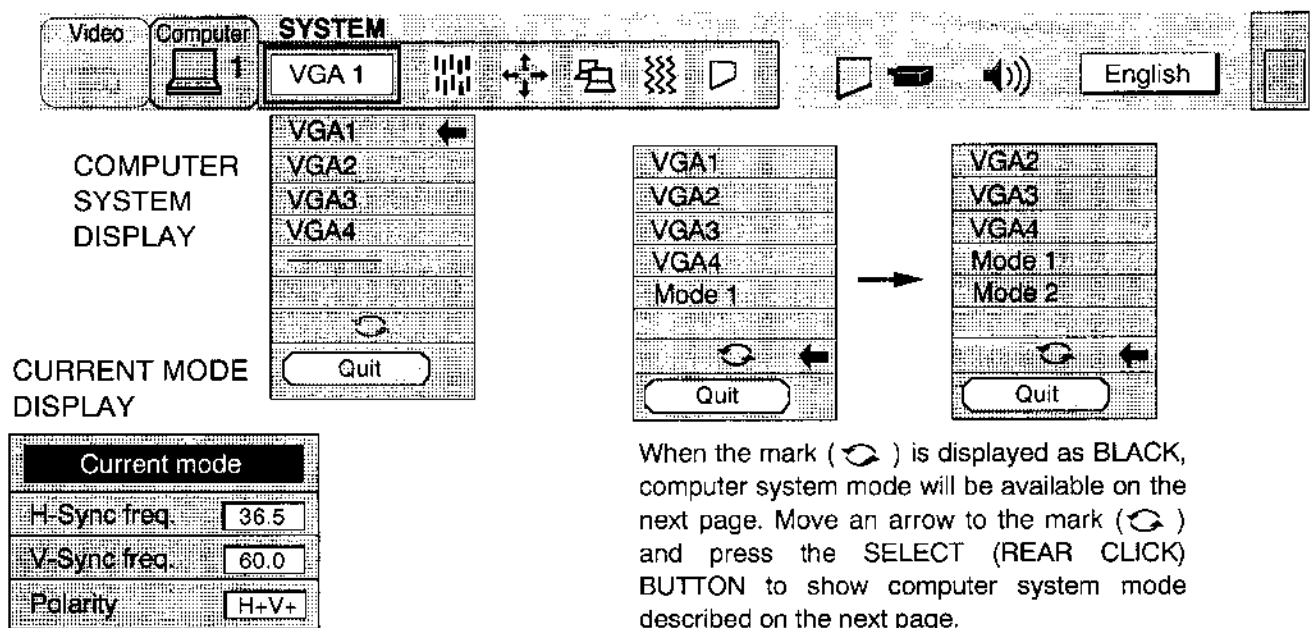 Video Computer SYSTEM
1 VGA 1 English
VGA1
VGA2
VGA3
VGA4
Quit
COMPUTER
SYSTEM
DISPLAY
VGA1
VGA2
VGA3
VGA4
Mode 1
Quit
VGA2
VGA3
VGA4
Mode 1
Mode 2
Quit
CURRENT MODE
DISPLAY
Current mode
H-Sync freq. 36.5
V-Sync freq. 60.0
Polarity H+V+
When the mark ( ) is displayed as BLACK,
computer system mode will be available on the
next page. Move an arrow to the mark ( )
and press the SELECT (REAR CLICK)
BUTTON to show computer system mode
described on the next page.